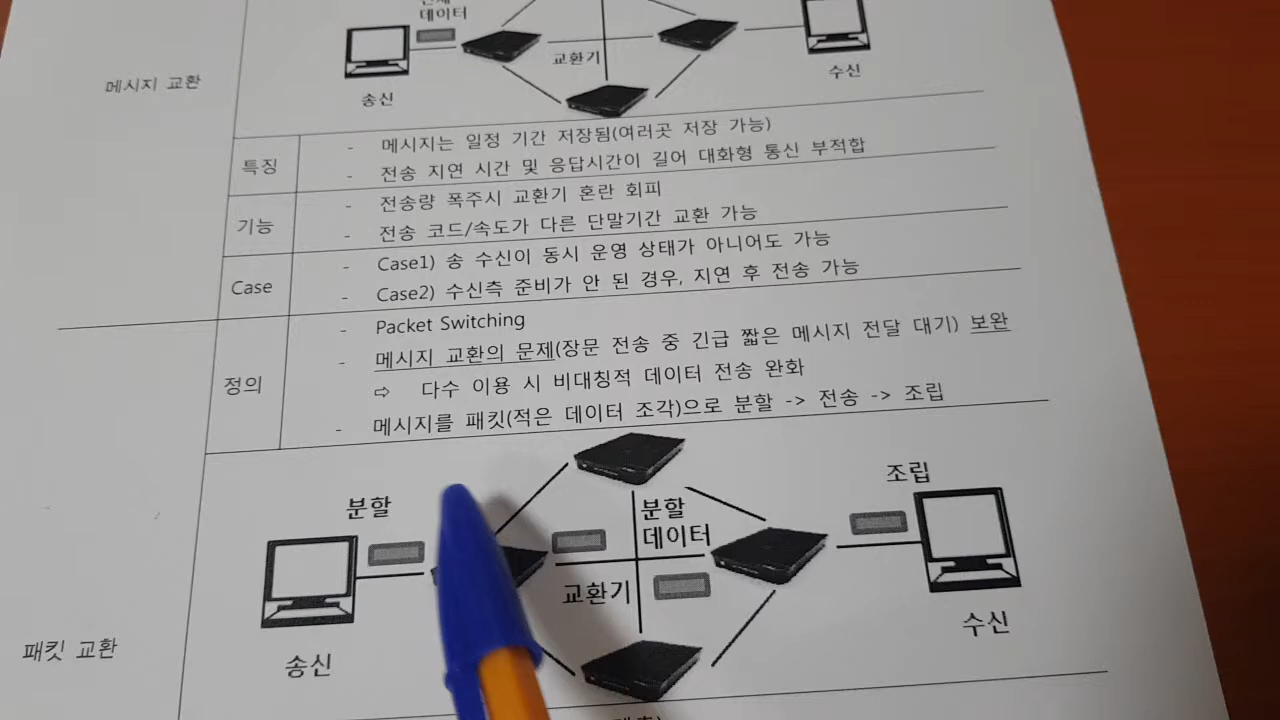 데이터
교환기
메시지 교환
송신
수신
특징
- 메시지는 일정 기간 저장됨(여러곳 저장 가능)
- 전송 지연 시간 및 응답시간이 길어 대화형 통신 부적합
기능
- 전송량 폭주시 교환기 혼란 회피
- 전송 코드/속도가 다른 단말기간 교환 가능
Case
- Case1) 송 수신이 동시 운영 상태가 아니어도 가능
- Case2) 수신측 준비가 안 된 경우, 지연 후 전송 가능
정의
- Packet Switching
- 메시지 교환의 문제(장문 전송 중 긴급 짧은 메시지 전달 대기) 보완
⇨ 다수 이용 시 비대칭적 데이터 전송 완화
- 메시지를 패킷(적은 데이터 조각)으로 분할 -> 전송 -> 조립
패킷 교환
분할
분할
데이터
조립
교환기
송신
수신